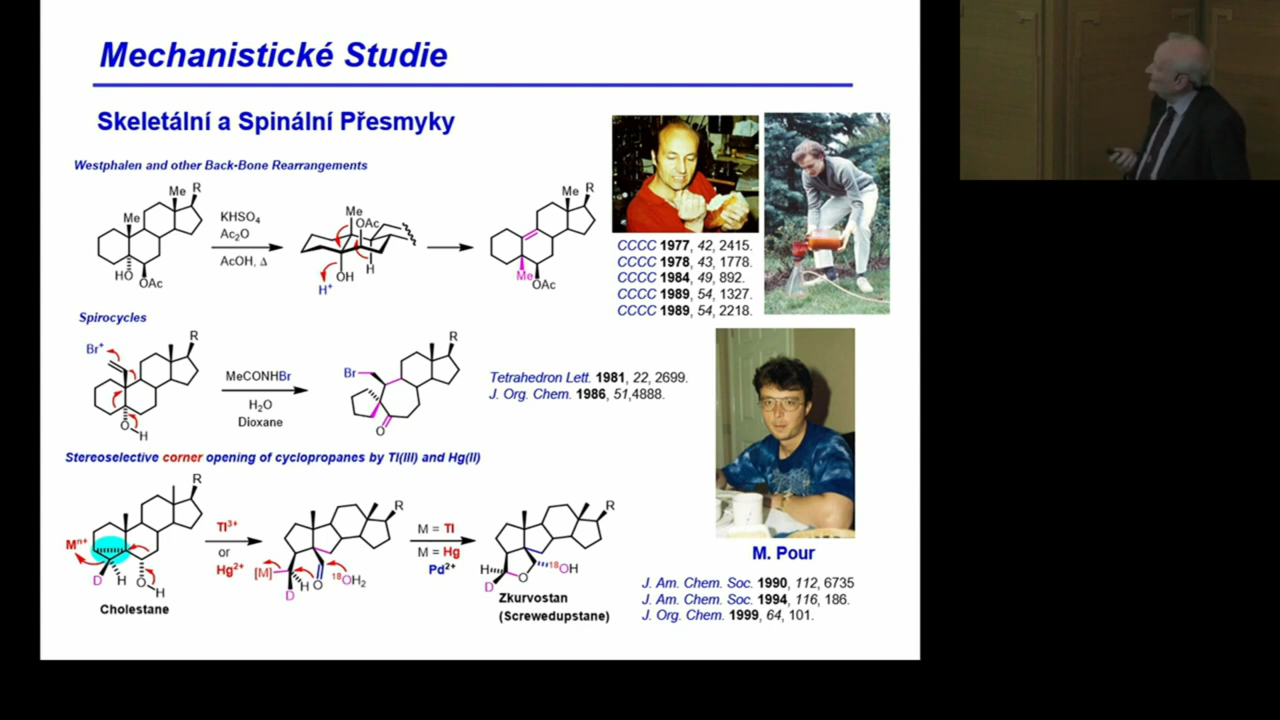 Mechanistické Studie
Skeletální a Spinální Přesmyky
Westphalen and other Back-Bone Rearrangements
Me
R
Me
HO
OAc
KHSO4
Ac2O
AcOH, Δ
Me
OAc
H
OH
H+
Me
R
Me
OAc
CCCC 1977, 42, 2415.
CCCC 1978, 43, 1778.
CCCC 1984, 49, 892.
CCCC 1989, 54, 1327.
CCCC 1989, 54, 2218.
Spirocycles
Br+
R
O
H
MeCONHBr
H2O
Dioxane
Br
R
O
Tetrahedron Lett. 1981, 22, 2699.
J. Org. Chem. 1986, 51,4888.
Stereoselective corner opening of cyclopropanes by Tl(III) and Hg(II)
R
Mn+
D
H
O
H
Cholestane
Tl3+
or
Hg2+
R
[M]
H
D
O
18OH2
M = Tl
M = Hg
Pd2+
R
H
D
O
18OH
Zkurvostan
(Screwedupstane)
M. Pour
J. Am. Chem. Soc. 1990, 112, 6735
J. Am. Chem. Soc. 1994, 116, 186.
J. Org. Chem. 1999, 64, 101.